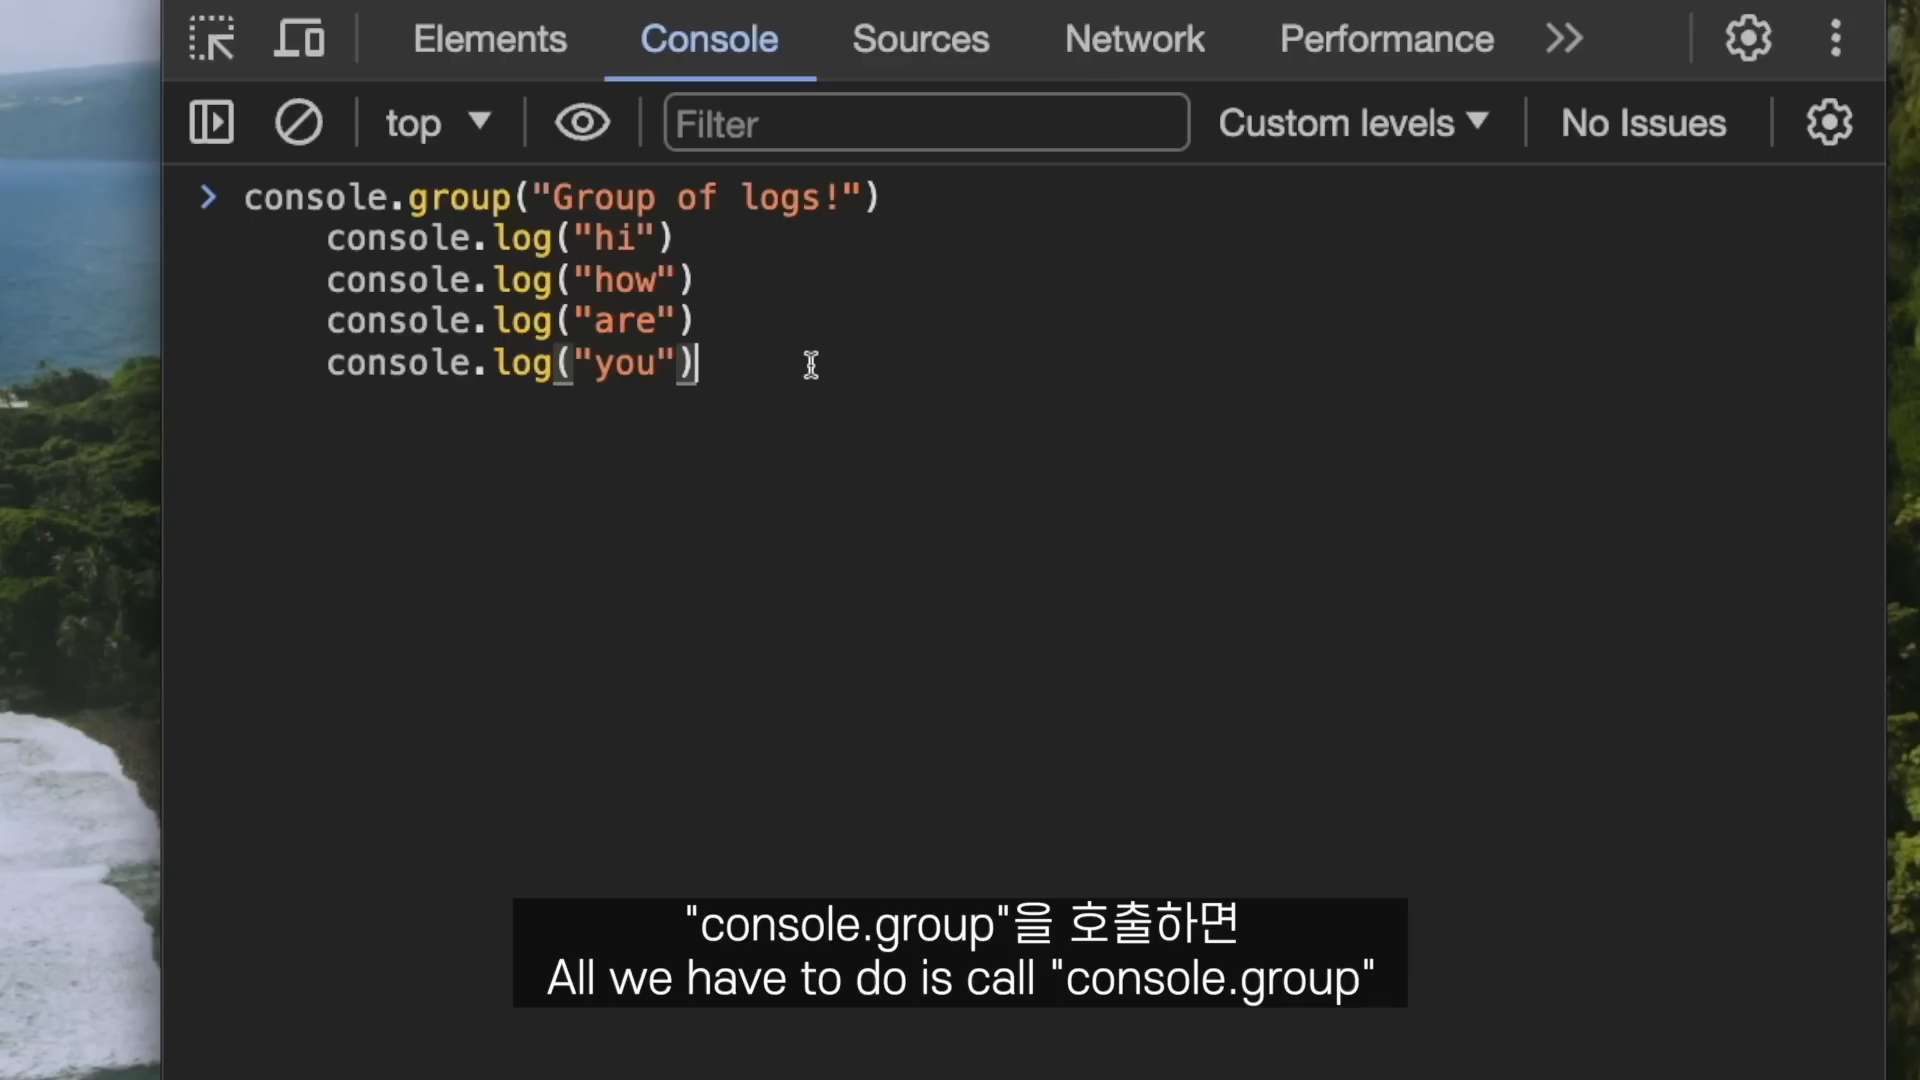 Elements Console Sources Network Performance
top Filter Custom levels No Issues
console.group("Group of logs!")
console.log("hi")
console.log("how")
console.log("are")
console.log("you")
"console.group"을 호출하면
All we have to do is call "console.group"